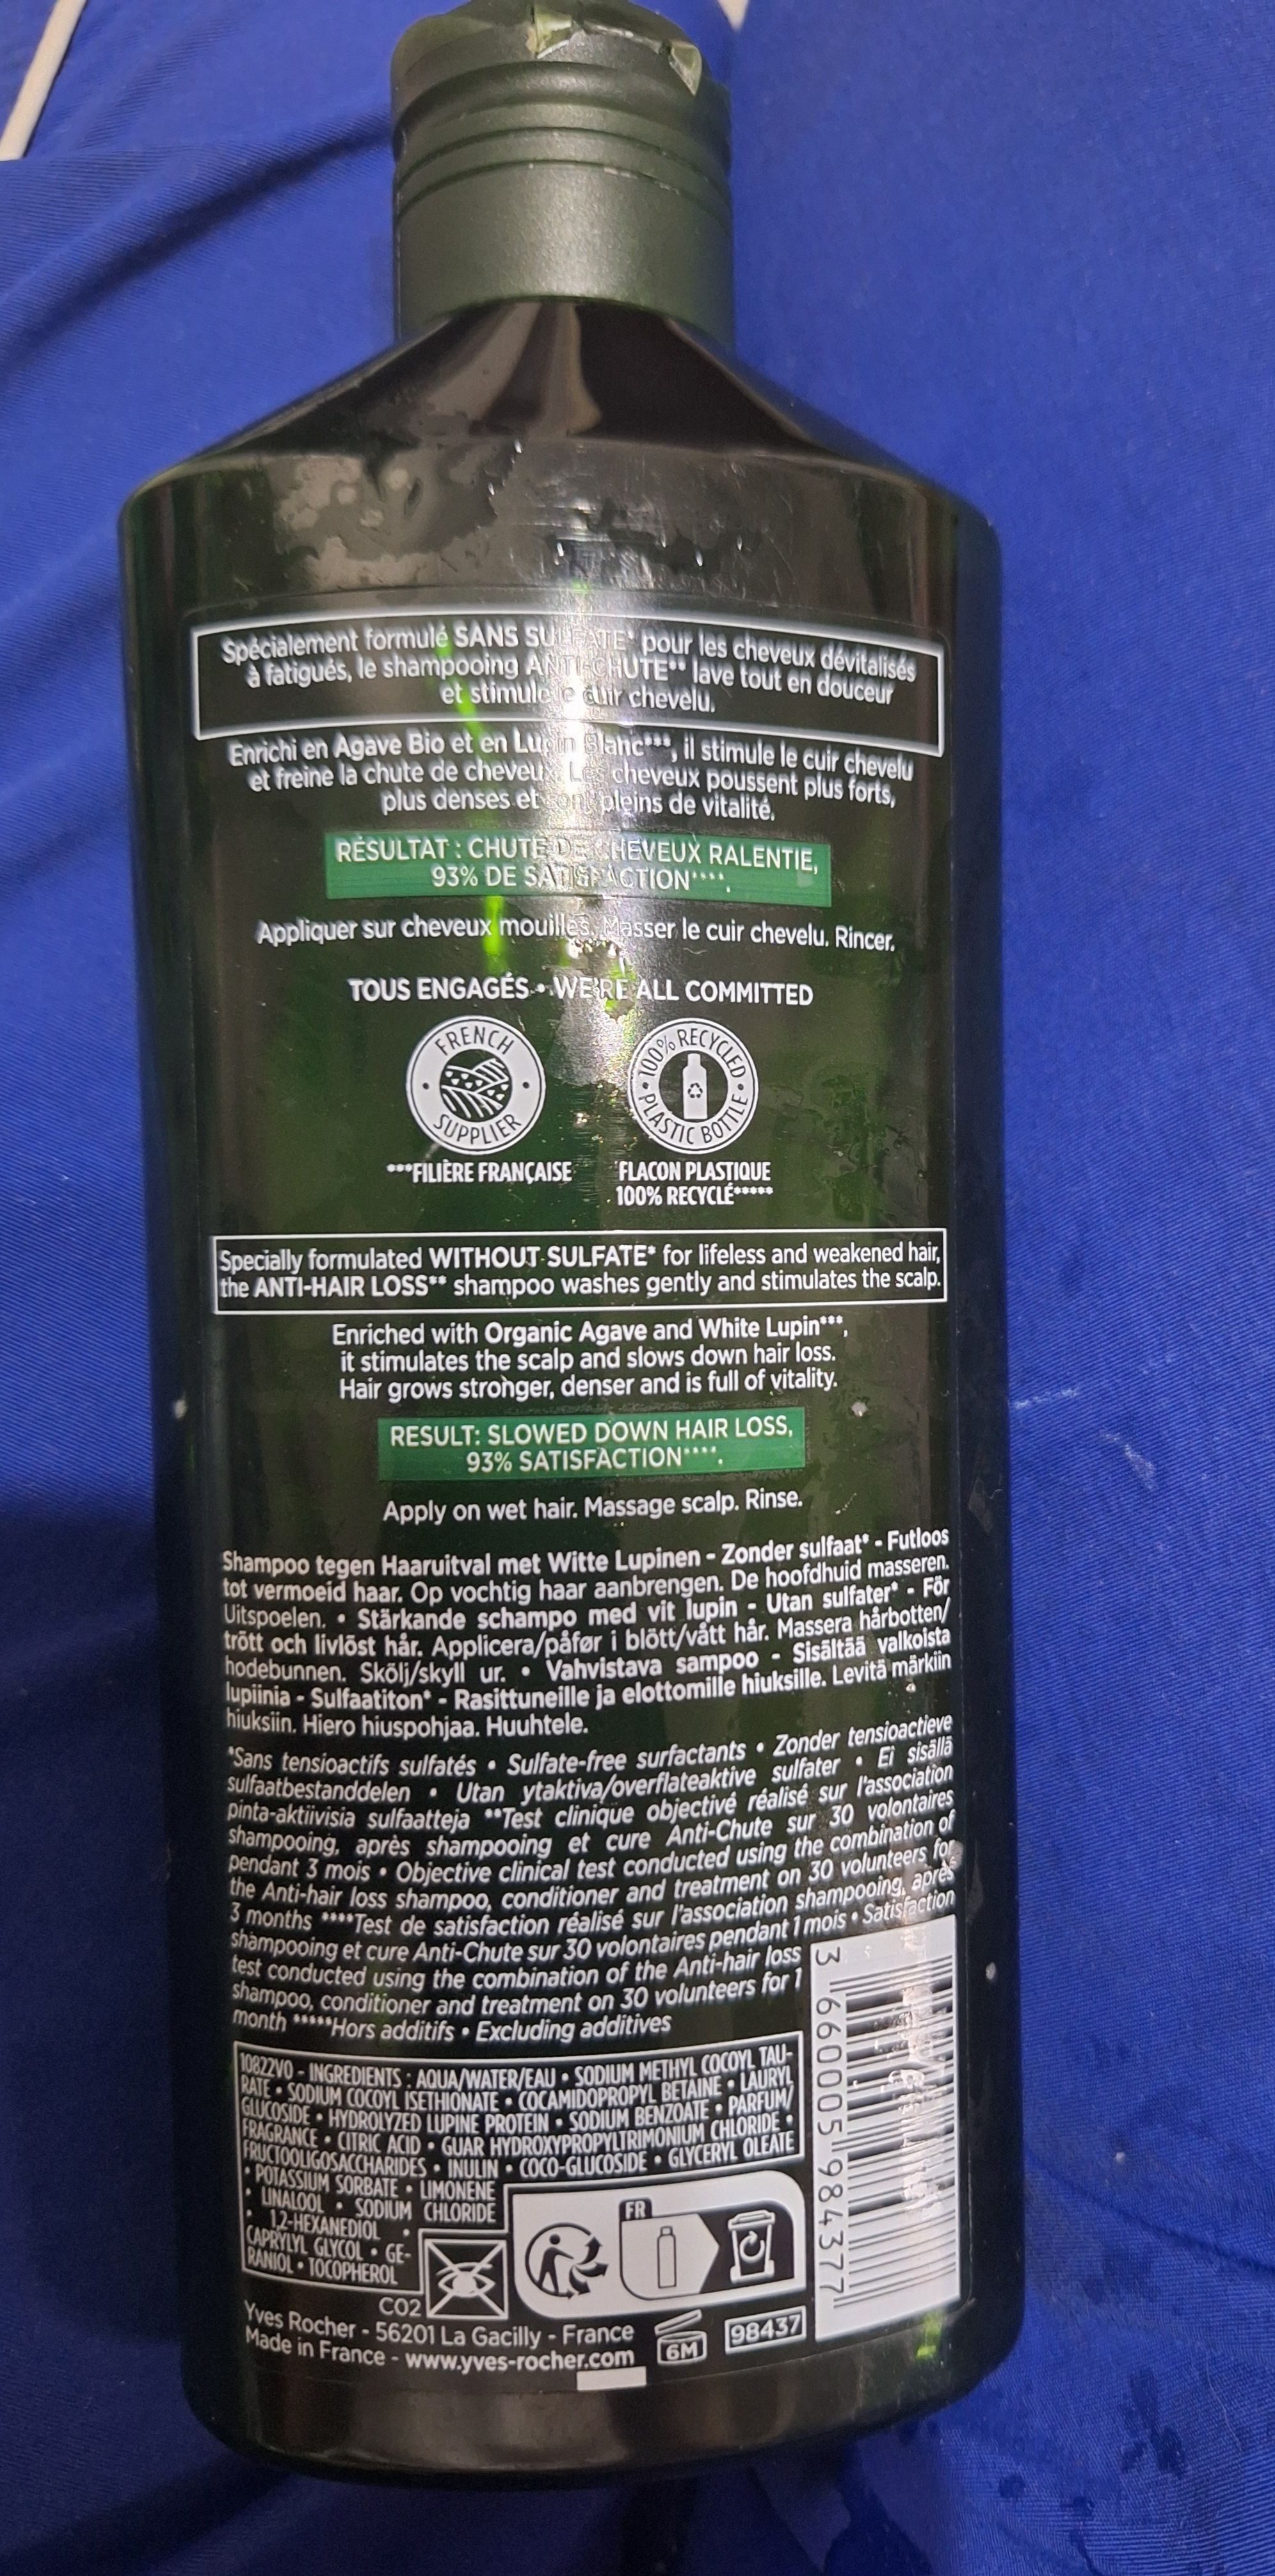 Spécialement formulé SANS SULFATE* pour les cheveux dévitalisés
à fatigués, le shampooing ANTI-CHUTE** lave tout en douceur
et stimule le cuir chevelu.
Enrichi en Agave Bio et en Lupin Blanc***, il stimule le cuir chevelu
et freine la chute de cheveux. Les cheveux poussent plus forts,
plus denses et sont pleins de vitalité.
RÉSULTAT : CHUTE DE CHEVEUX RALENTIE,
93% DE SATISFACTION****.
Appliquer sur cheveux mouillés. Masser le cuir chevelu. Rincer.
TOUS ENGAGÉS • WE'RE ALL COMMITTED
FRENCH SUPPLIER
100% RECYCLED PLASTIC BOTTLE
***FILIÈRE FRANÇAISE
FLACON PLASTIQUE
100% RECYCLÉ*****
Specially formulated WITHOUT SULFATE* for lifeless and weakened hair,
the ANTI-HAIR LOSS** shampoo washes gently and stimulates the scalp.
Enriched with Organic Agave and White Lupin***,
it stimulates the scalp and slows down hair loss.
Hair grows stronger, denser and is full of vitality.
RESULT: SLOWED DOWN HAIR LOSS,
93% SATISFACTION****.
Apply on wet hair. Massage scalp. Rinse.
Shampoo tegen Haaruitval met Witte Lupinen - Zonder sulfaat* - Futloos
tot vermoeid haar. Op vochtig haar aanbrengen. De hoofdhuid masseren.
Uitspoelen. • Stärkande schampo med vit lupin - Utan sulfater* - För
trött och livlöst hår. Applicera/påfør i blött/vått hår. Massera hårbotten/
hodebunnen. Skölj/skyll ur. • Vahvistava sampoo - Sisältää valkoista
lupiinia - Sulfaatiton* - Rasittuneille ja elottomille hiuksille. Levitä märkiin
hiuksiin. Hiero hiuspohjaa. Huuhtele.
*Sans tensioactifs sulfatés • Sulfate-free surfactants • Zonder tensioactieve
sulfaatbestanddelen • Utan ytaktiva/overflateaktive sulfater • Ei sisällä
pinta-aktiivisia sulfaatteja **Test clinique objectivé réalisé sur l'association
shampooing, après shampooing et cure Anti-Chute sur 30 volontaires
pendant 3 mois • Objective clinical test conducted using the combination of
the Anti-hair loss shampoo, conditioner and treatment on 30 volunteers for
3 months ****Test de satisfaction réalisé sur l'association shampooing, après
shampooing et cure Anti-Chute sur 30 volontaires pendant 1 mois • Satisfaction
test conducted using the combination of the Anti-hair loss
shampoo, conditioner and treatment on 30 volunteers for 1
month *****Hors additifs • Excluding additives
10822V0 - INGREDIENTS : AQUA/WATER/EAU • SODIUM METHYL COCOYL TAU-
RATE • SODIUM COCOYL ISETHIONATE • COCAMIDOPROPYL BETAINE • LAURYL
GLUCOSIDE • HYDROLYZED LUPINE PROTEIN • SODIUM BENZOATE • PARFUM/
FRAGRANCE • CITRIC ACID • GUAR HYDROXYPROPYLTRIMONIUM CHLORIDE •
FRUCTOOLIGOSACCHARIDES • INULIN • COCO-GLUCOSIDE • GLYCERYL OLEATE
• POTASSIUM SORBATE • LIMONENE
• LINALOOL • SODIUM CHLORIDE
• 1,2-HEXANEDIOL •
CAPRYLYL GLYCOL • GE-
RANIOL • TOCOPHEROL
FR
C02
Yves Rocher - 56201 La Gacilly - France
Made in France - www.yves-rocher.com
6M
98437
3 660005 984377